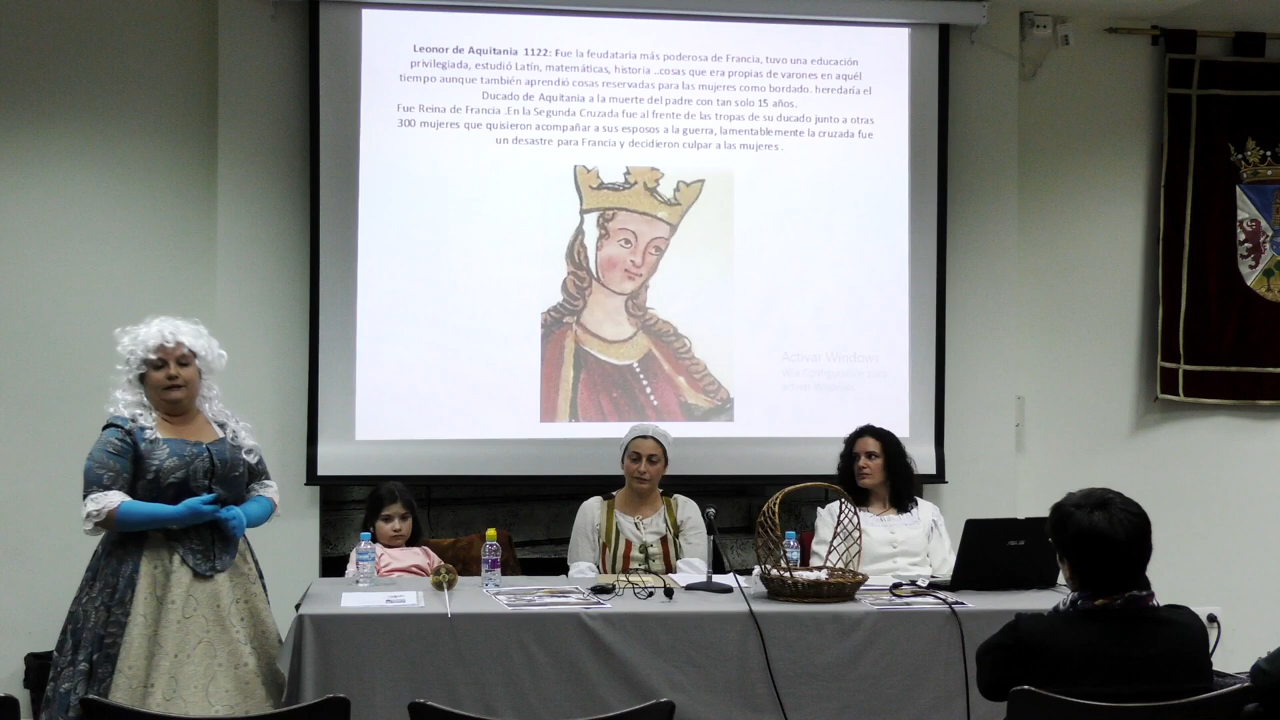 Leonor de Aquitania 1122: Fue la feudataria más poderosa de Francia, tuvo una educación
privilegiada, estudió Latín, matemáticas, historia ..cosas que era propias de varones en aquél
tiempo aunque también aprendió cosas reservadas para las mujeres como bordado. heredaría el
Ducado de Aquitania a la muerte del padre con tan solo 15 años.
Fue Reina de Francia .En la Segunda Cruzada fue al frente de las tropas de su ducado junto a otras
300 mujeres que quisieron acompañar a sus esposos a la guerra, lamentablemente la cruzada fue
un desastre para Francia y decidieron culpar a las mujeres .
Activar Windows
ASUS